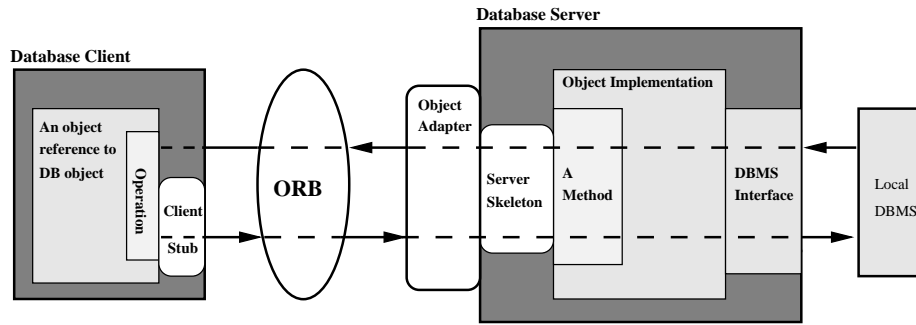 Database Server
Database Client
Object Implementation
Object
Adapter
An object
reference to
DB object
Operation
ORB
Client
Stub
Server
Skeleton
A
Method
DBMS
Interface
Local
DBMS